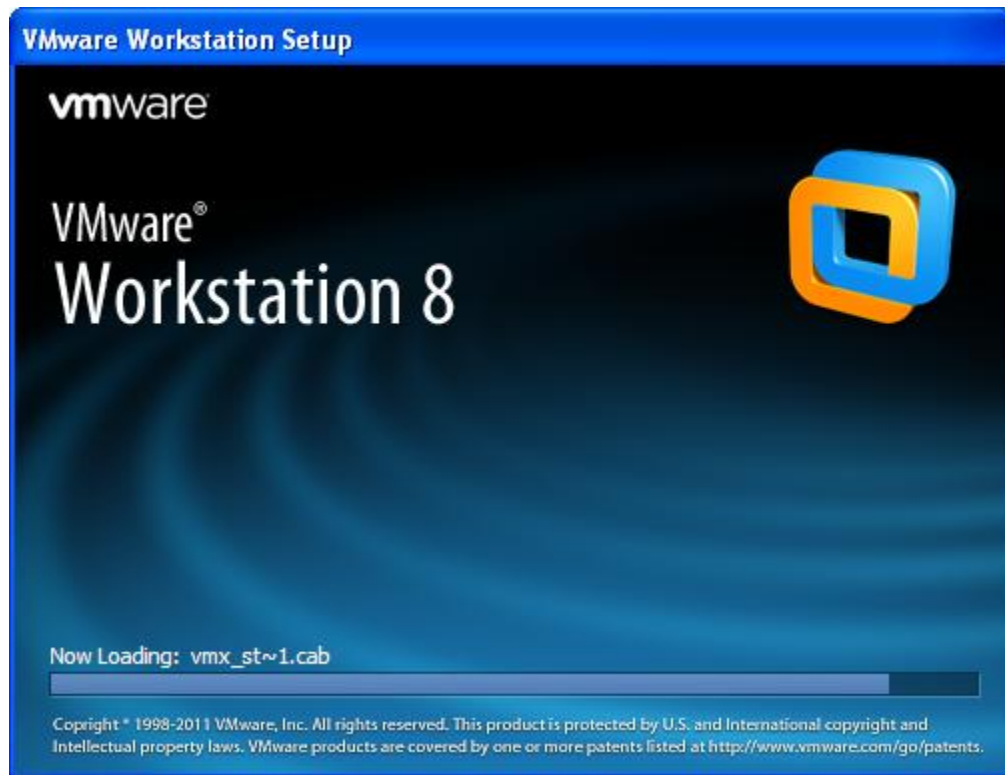 VMware Workstation Setup
vmware
VMware®
Workstation 8
Now Loading: vmx_st~1.cab
Copright * 1998-2011 VMware, Inc. All rights reserved. This product is protected by U.S. and International copyright and
Intellectual property laws. VMware products are covered by one or more patents listed at http://www.vmware.com/go/patents.